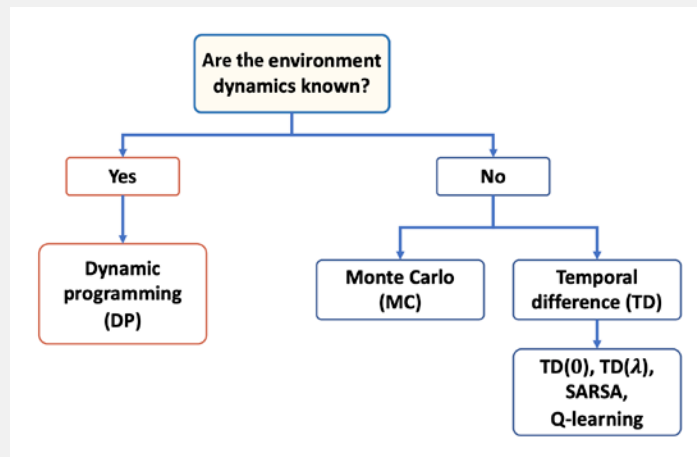 Are the environment
dynamics known?
Yes
No
Dynamic
programming
(DP)
Monte Carlo
(MC)
Temporal
difference (TD)
TD(0), TD(λ),
SARSA,
Q-learning